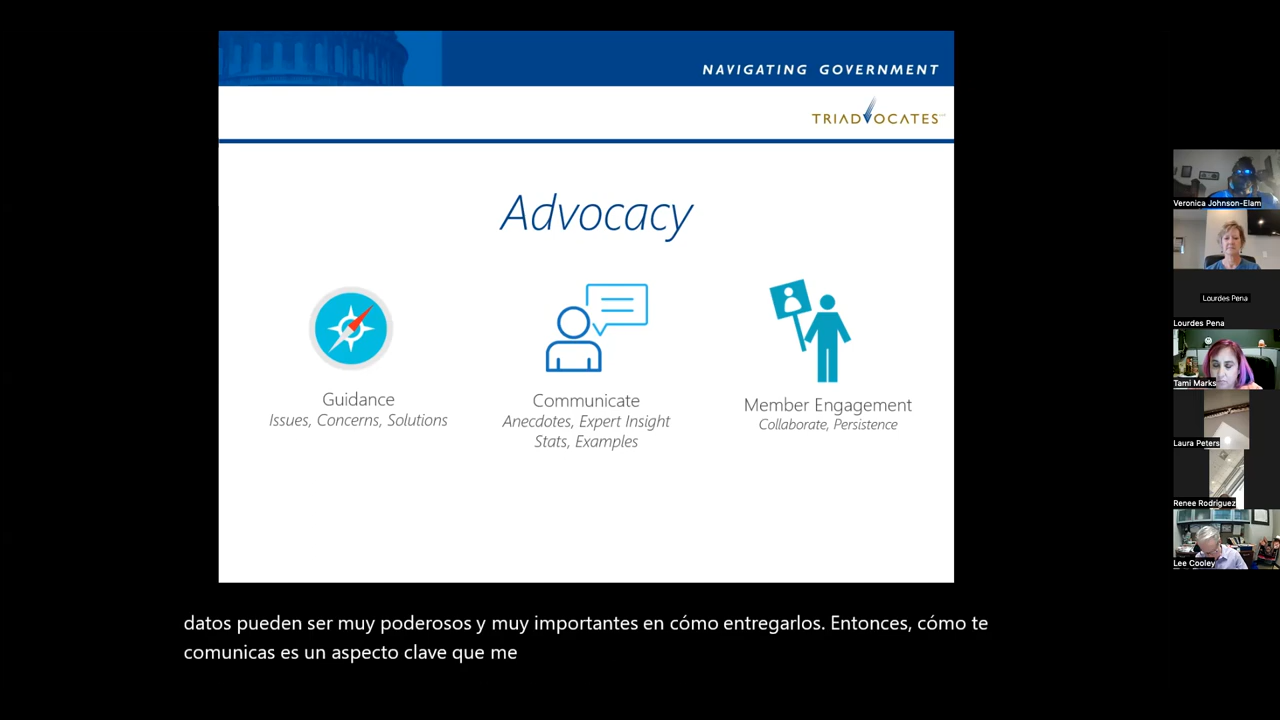 NAVIGATING GOVERNMENT
TRIADVOCATES
Advocacy
Guidance
Issues, Concerns, Solutions
Communicate
Anecdotes, Expert Insight
Stats, Examples
Member Engagement
Collaborate, Persistence
Veronica Johnson-Elam
Lourdes Pena
Lourdes Pena
Tami Marks
Laura Peters
Renee Rodriguez
Lee Cooley
datos pueden ser muy poderosos y muy importantes en cómo entregarlos. Entonces, cómo te
comunicas es un aspecto clave que me